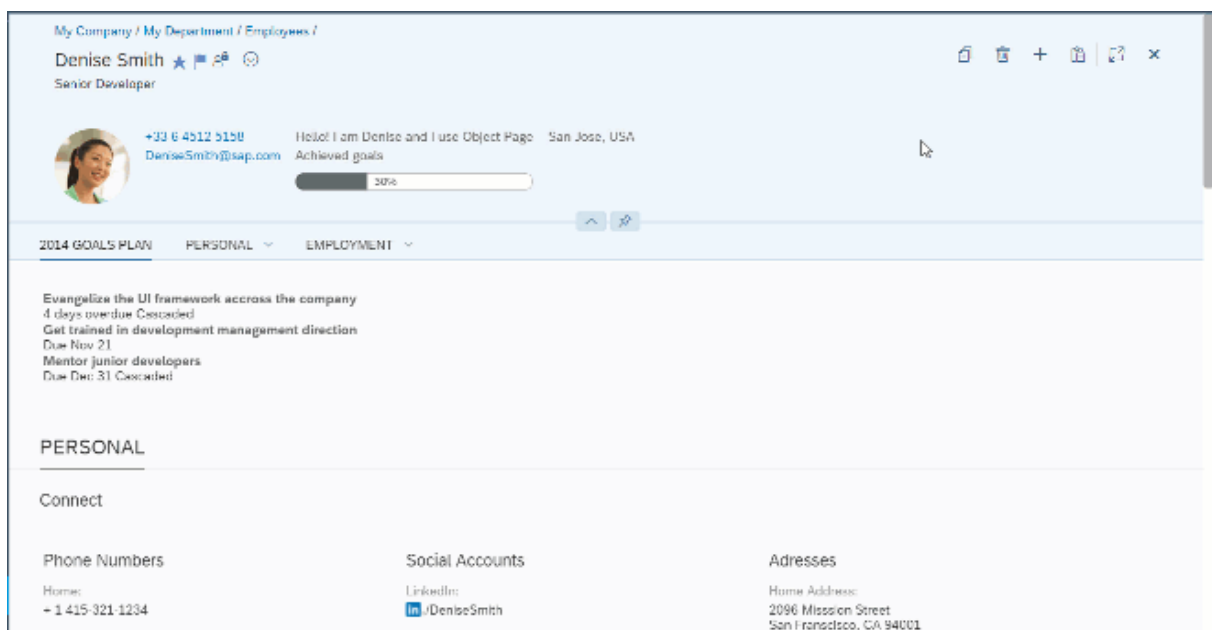 My Company / My Department / Employees /
Denise Smith
Senior Developer
+33 6 4512 5158
DeniseSmith@sap.com
Hello! I am Denise and I use Object Page
Achieved goals
30%
San Jose, USA
2014 GOALS PLAN
PERSONAL
EMPLOYMENT
Evangelize the UI framework accross the company
4 days overdue Cascaded
Get trained in development management direction
Due Nov 21
Mentor junior developers
Due Dec 31 Cascaded
PERSONAL
Connect
Phone Numbers
Home:
+ 1 415-321-1234
Social Accounts
LinkedIn:
in /DeniseSmith
Adresses
Home Address:
2096 Misssion Street
San Franscisco, CA 94001